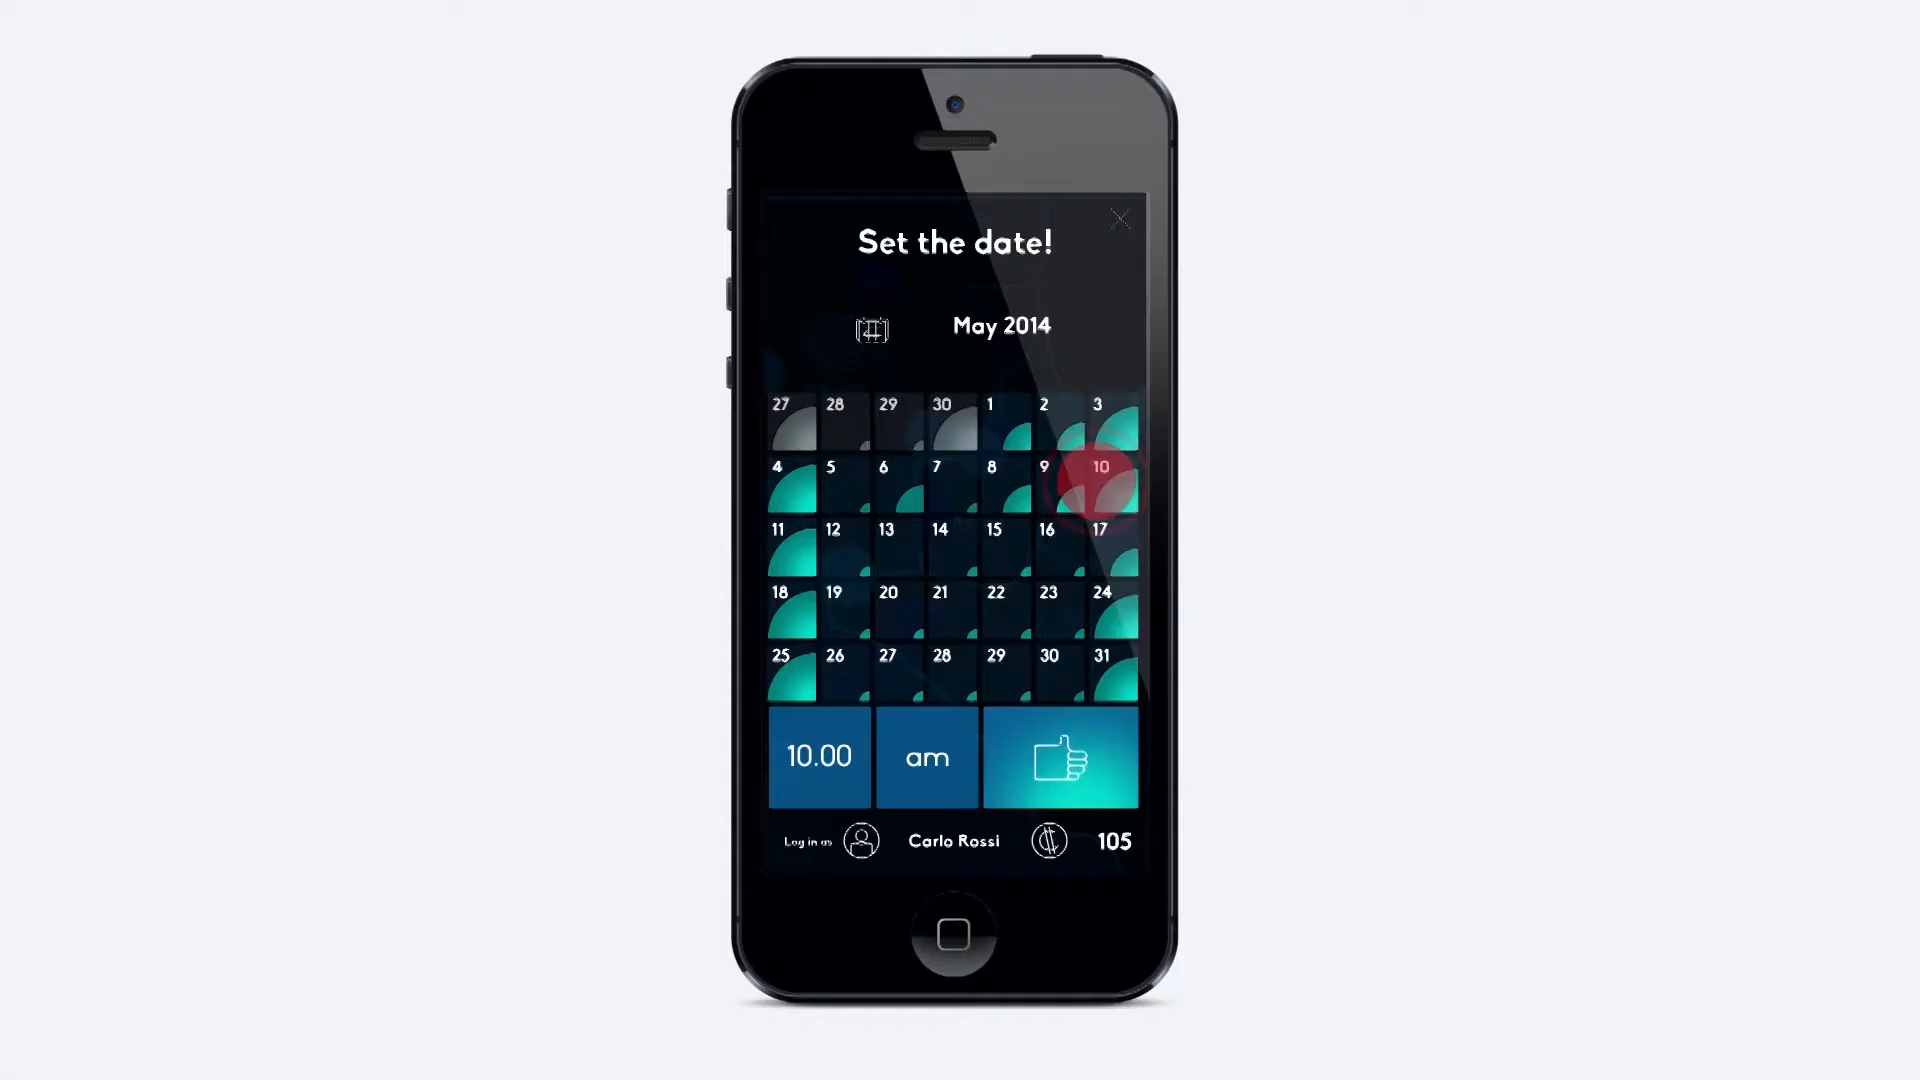 Set the date!
May 2014
27 28 29 30 1 2 3
4 5 6 7 8 9 10
11 12 13 14 15 16 17
18 19 20 21 22 23 24
25 26 27 28 29 30 31
10.00 am
Log in as Carlo Rossi 105